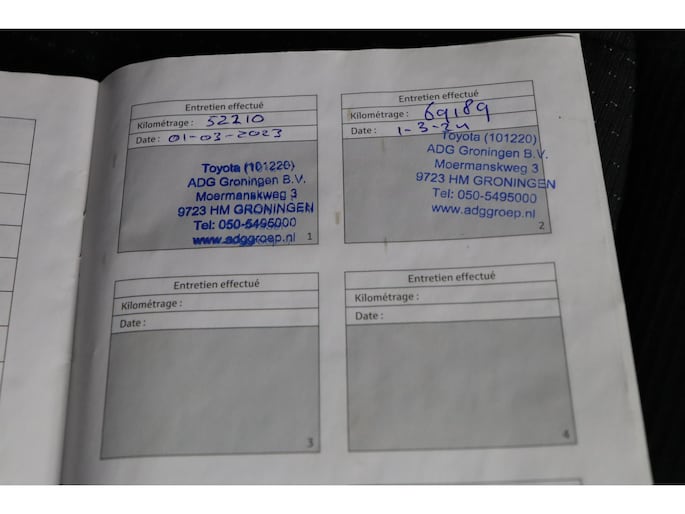 Entretien effectué
Kilométrage : 52210
Date : 01-03-2023
Toyota (101220)
ADG Groningen B.V.
Moermanskweg 3
9723 HM GRONINGEN
Tel: 050-5495000
www.adggroep.nl
1
Entretien effectué
Kilométrage : 69189
Date : 1-3-24
Toyota (101220)
ADG Groningen B.V.
Moermanskweg 3
9723 HM GRONINGEN
Tel: 050-5495000
www.adggroep.nl
2
Entretien effectué
Kilométrage :
Date :
3
Entretien effectué
Kilométrage :
Date :
4